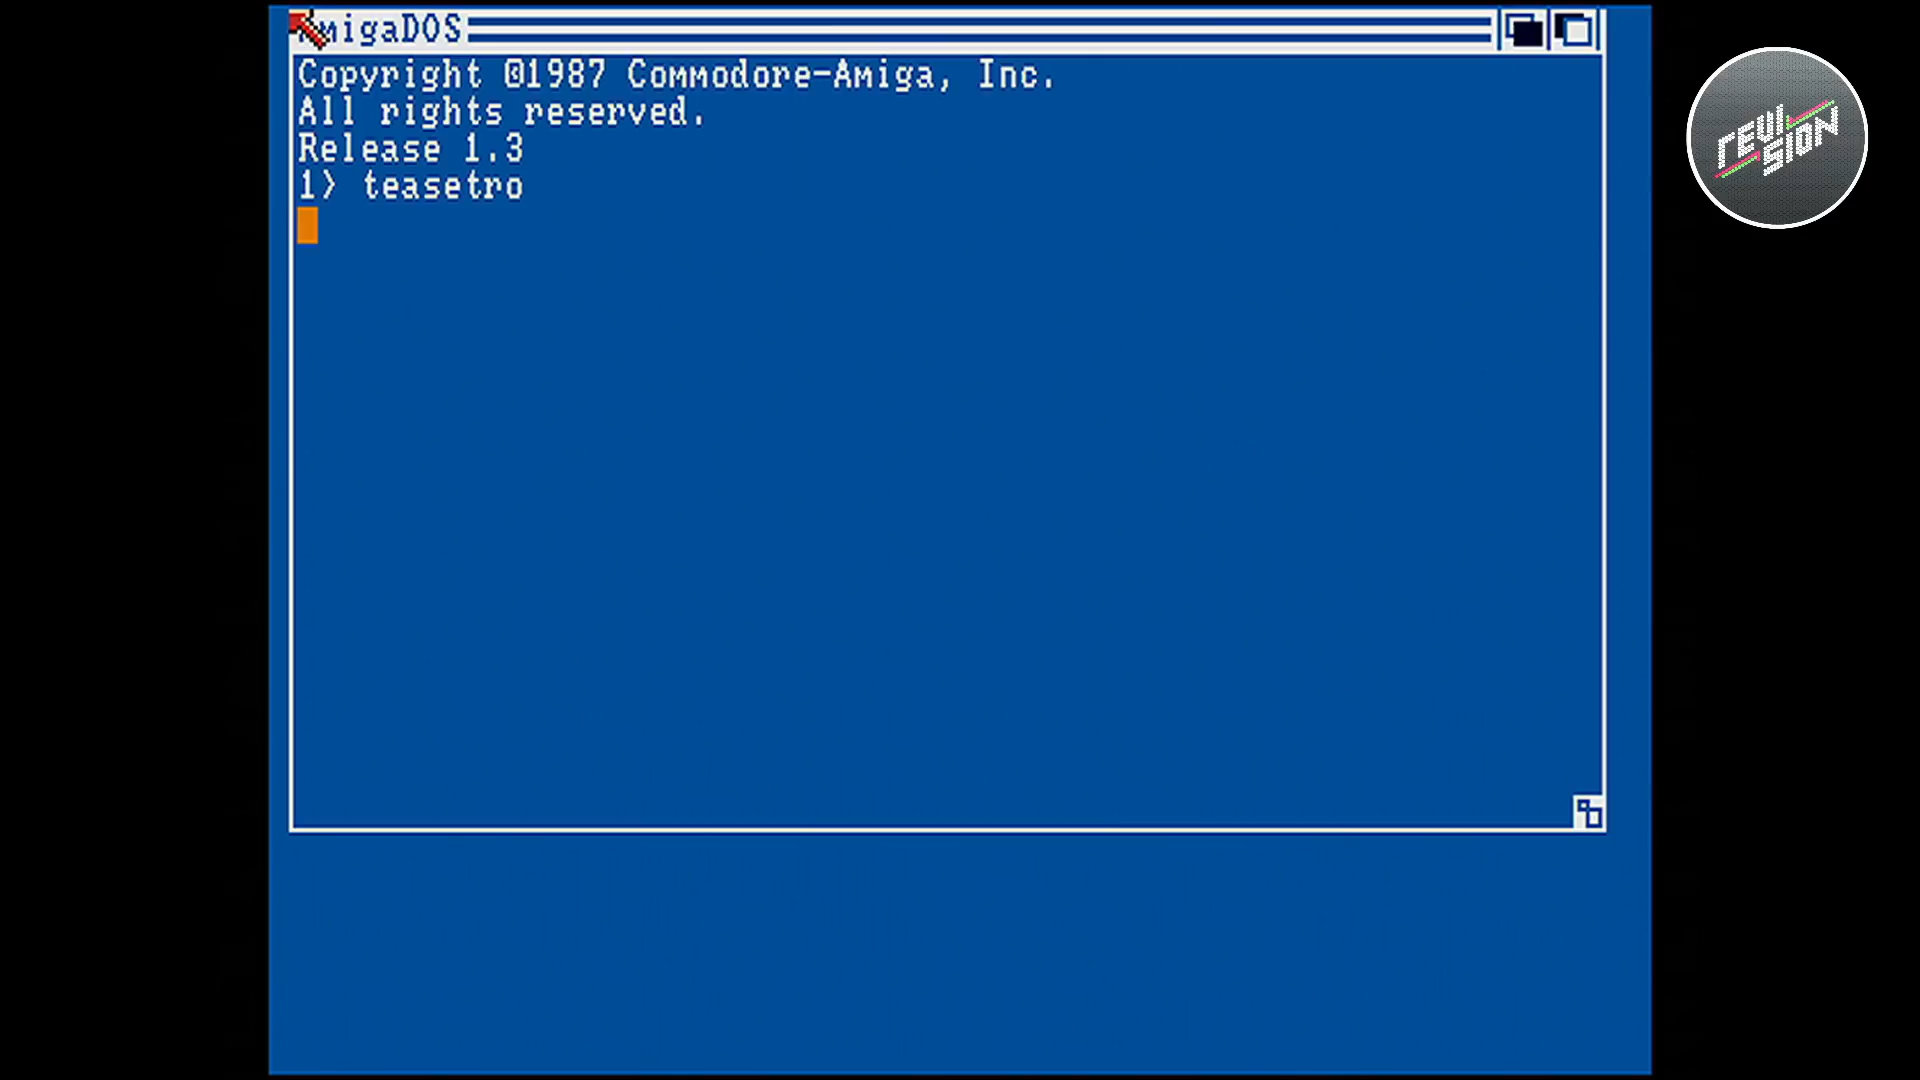 AmigaDOS
Copyright ©1987 Commodore-Amiga, Inc.
All rights reserved.
Release 1.3
1> teasetro
REVISION